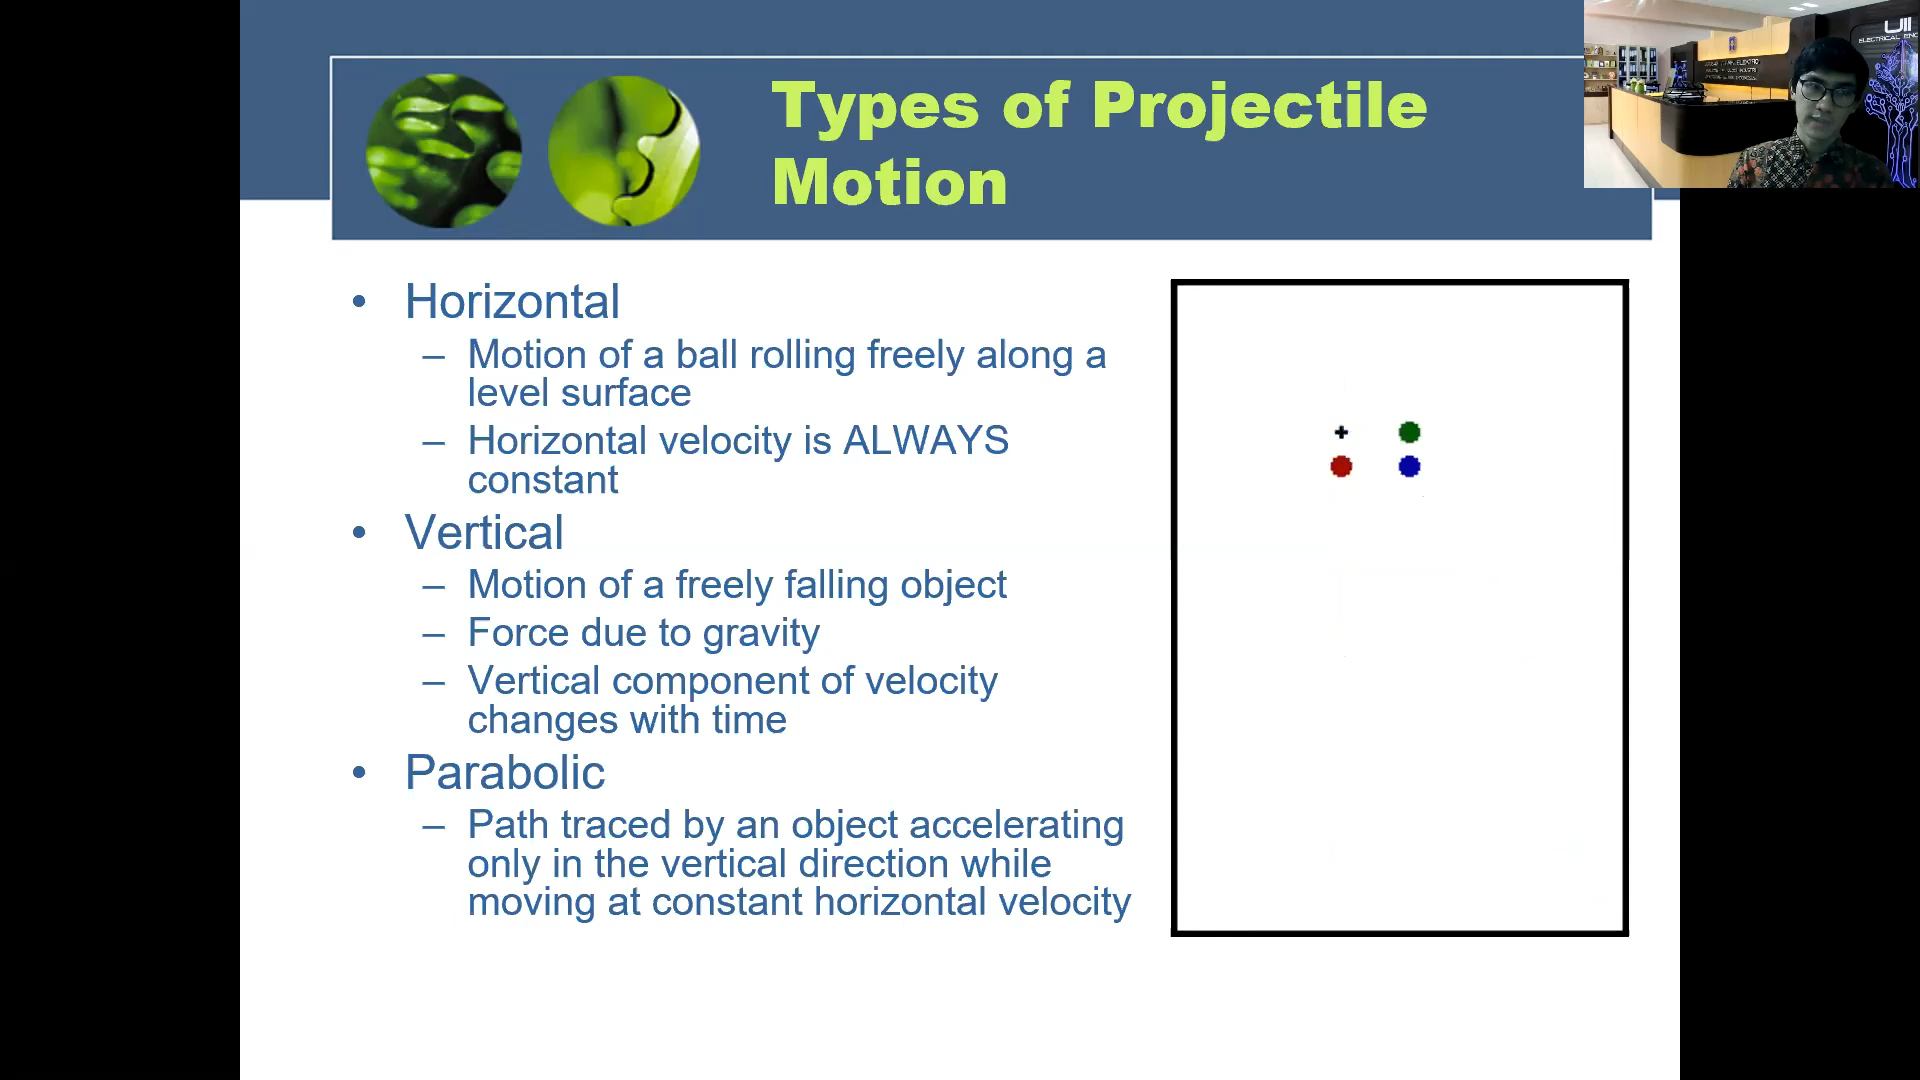 Types of Projectile
Motion
UII
ELECTRICAL ENG
• Horizontal
– Motion of a ball rolling freely along a
level surface
– Horizontal velocity is ALWAYS
constant
• Vertical
– Motion of a freely falling object
– Force due to gravity
– Vertical component of velocity
changes with time
• Parabolic
– Path traced by an object accelerating
only in the vertical direction while
moving at constant horizontal velocity